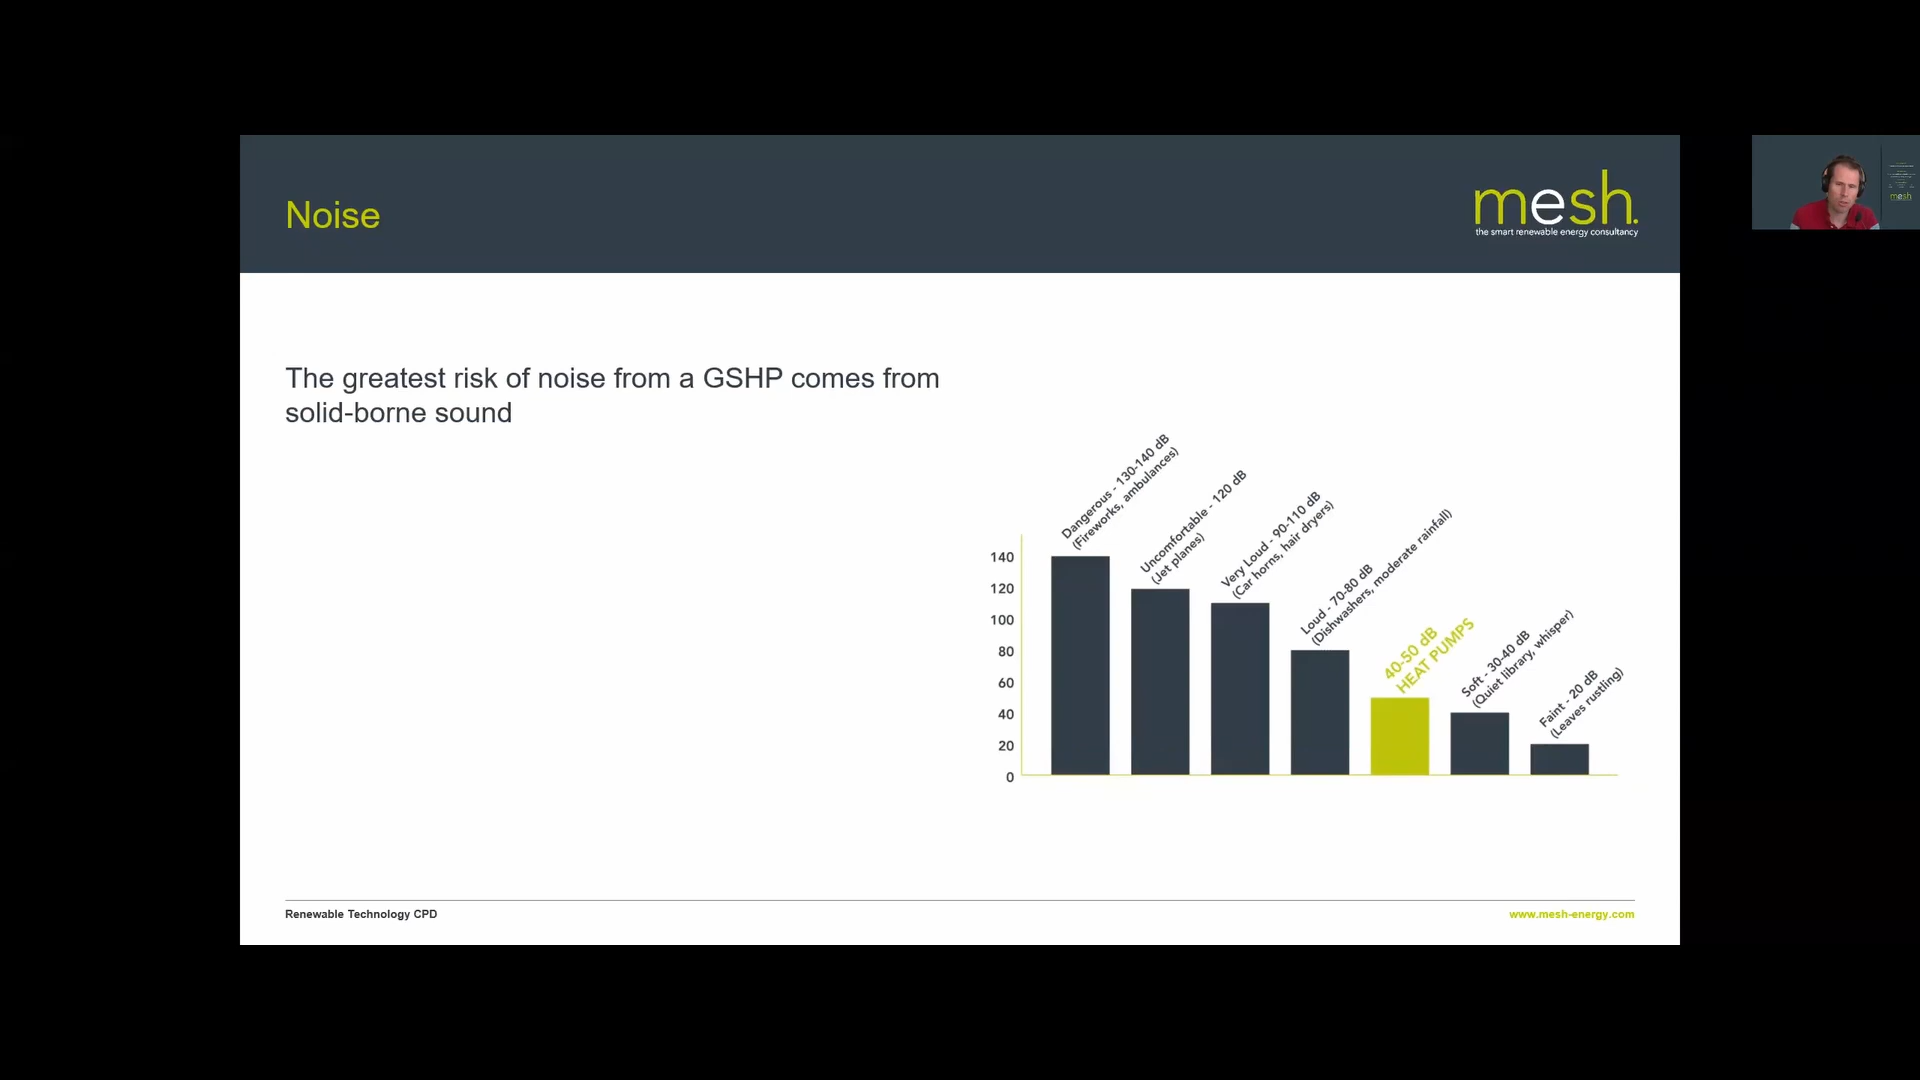 Noise
mesh.
the smart renewable energy consultancy
mesh
The greatest risk of noise from a GSHP comes from
solid-borne sound
Dangerous - 130-140 dB
(Fireworks, ambulances)
Uncomfortable - 120 dB
(Jet planes)
Very Loud - 90-110 dB
(Car horns, hair dryers)
Loud - 70-80 dB
(Dishwashers, moderate rainfall)
40-50 dB
HEAT PUMPS
Soft - 30-40 dB
(Quiet library, whisper)
Faint - 20 dB
(Leaves rustling)
140
120
100
80
60
40
20
0
Renewable Technology CPD
www.mesh-energy.com